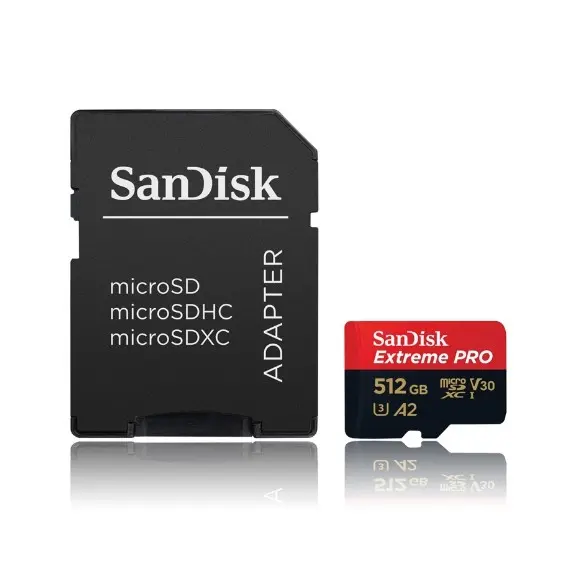 SanDisk
microSD
microSDHC
microSDXC
ADAPTER
SanDisk
Extreme PRO
512 GB
micro SD XC I
V30
U3 A2